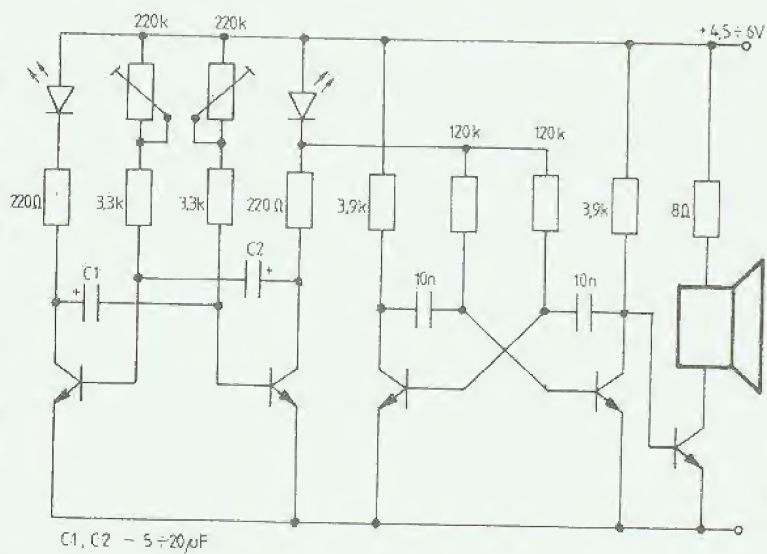 220k 220k
+4,5÷6V
120k 120k
220Ω 3,3k 3,3k 220Ω 3,9k 3,9k 8Ω
+ C1 C2 + 10n 10n
C1, C2 - 5÷20µF